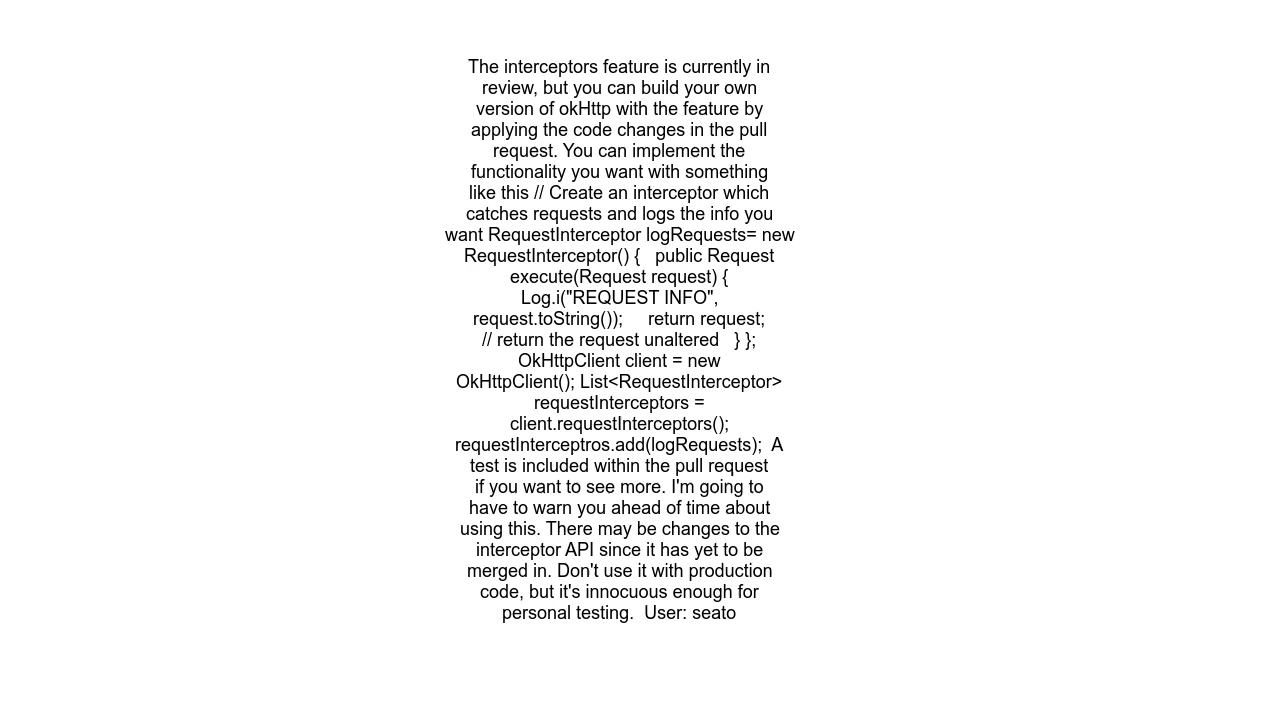 The interceptors feature is currently in
review, but you can build your own
version of okHttp with the feature by
applying the code changes in the pull
request. You can implement the
functionality you want with something
like this // Create an interceptor which
catches requests and logs the info you
want RequestInterceptor logRequests= new
RequestInterceptor() {   public Request
execute(Request request) {
Log.i("REQUEST INFO",
request.toString());     return request;
// return the request unaltered   } };
OkHttpClient client = new
OkHttpClient(); List<RequestInterceptor>
requestInterceptors =
client.requestInterceptors();
requestInterceptros.add(logRequests);  A
test is included within the pull request
if you want to see more. I'm going to
have to warn you ahead of time about
using this. There may be changes to the
interceptor API since it has yet to be
merged in. Don't use it with production
code, but it's innocuous enough for
personal testing.  User: seato